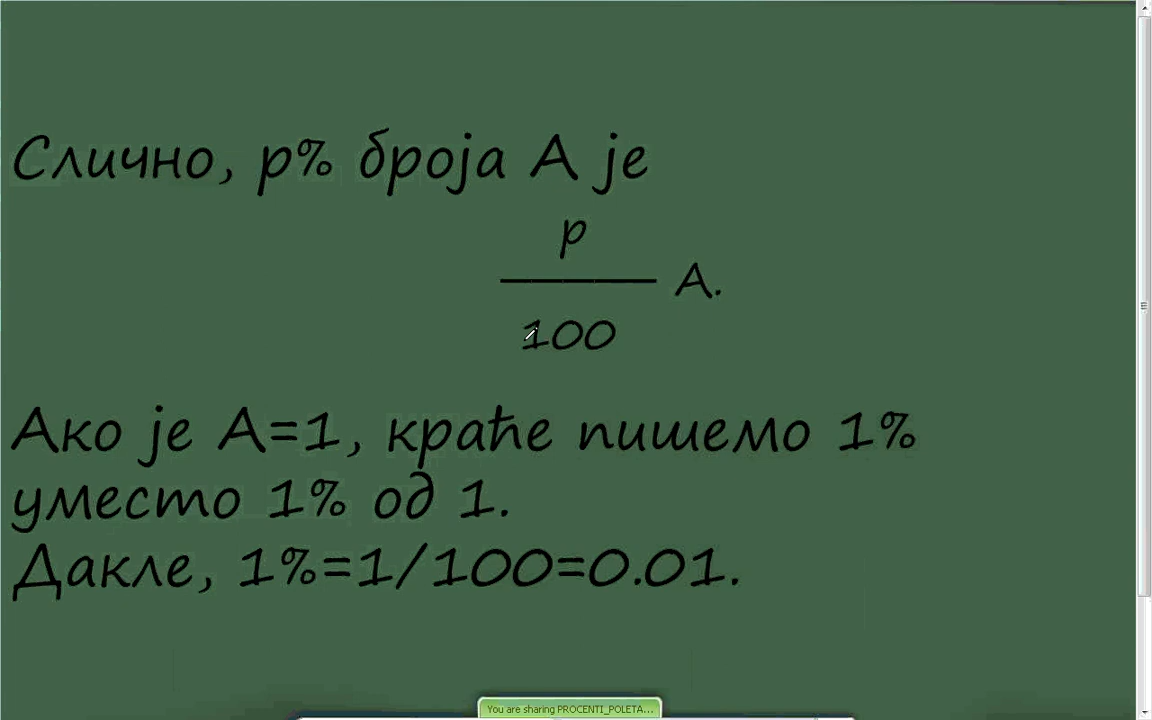 Слично, p% броја A је
p
A.
100
Ако је A=1, краће пишемо 1%
уместо 1% од 1.
Дакле, 1%=1/100=0.01.
You are sharing PROCENTI_POLETA...